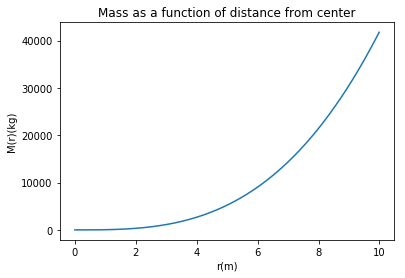 Mass as a function of distance from center
40000
30000
20000
10000
0
M(r)(kg)
0 2 4 6 8 10
r(m)